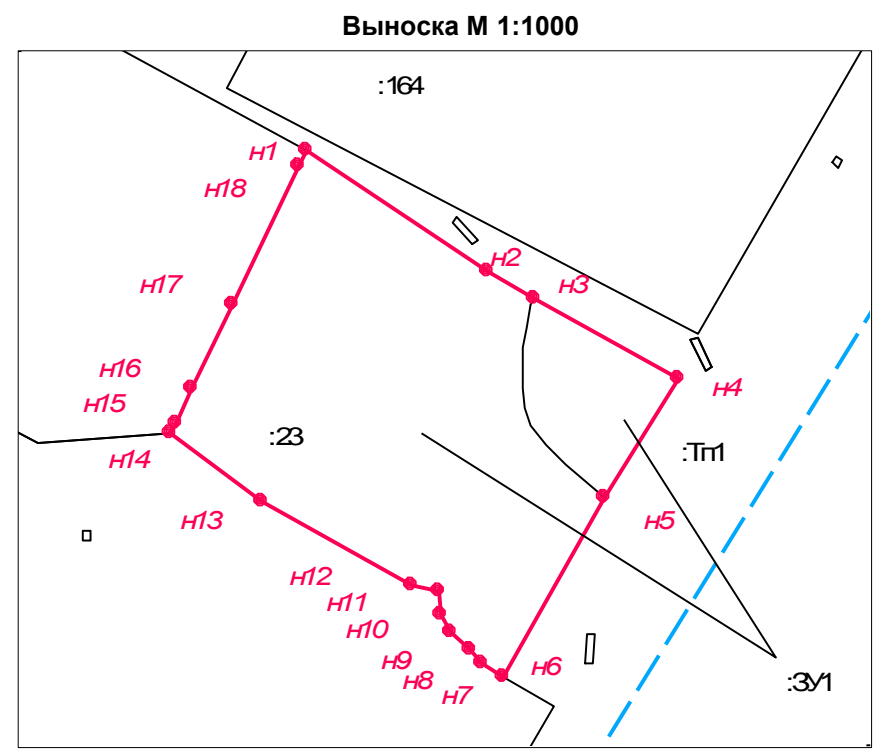 Выноска М 1:1000
:164
н1
н18
н2
н17
н3
н16
н4
н15
:23
н14
:Тп1
н13
н5
н12
н11
н10
н9
н6
н8
н7
:ЗУ1